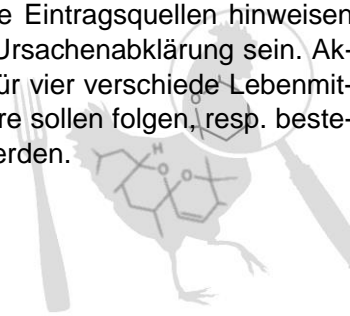 e Eintragsquellen hinweisen
Ursachenabklärung sein. Ak-
ür vier verschiede Lebenmit-
re sollen folgen, resp. beste-
erden.
O
H
O
O